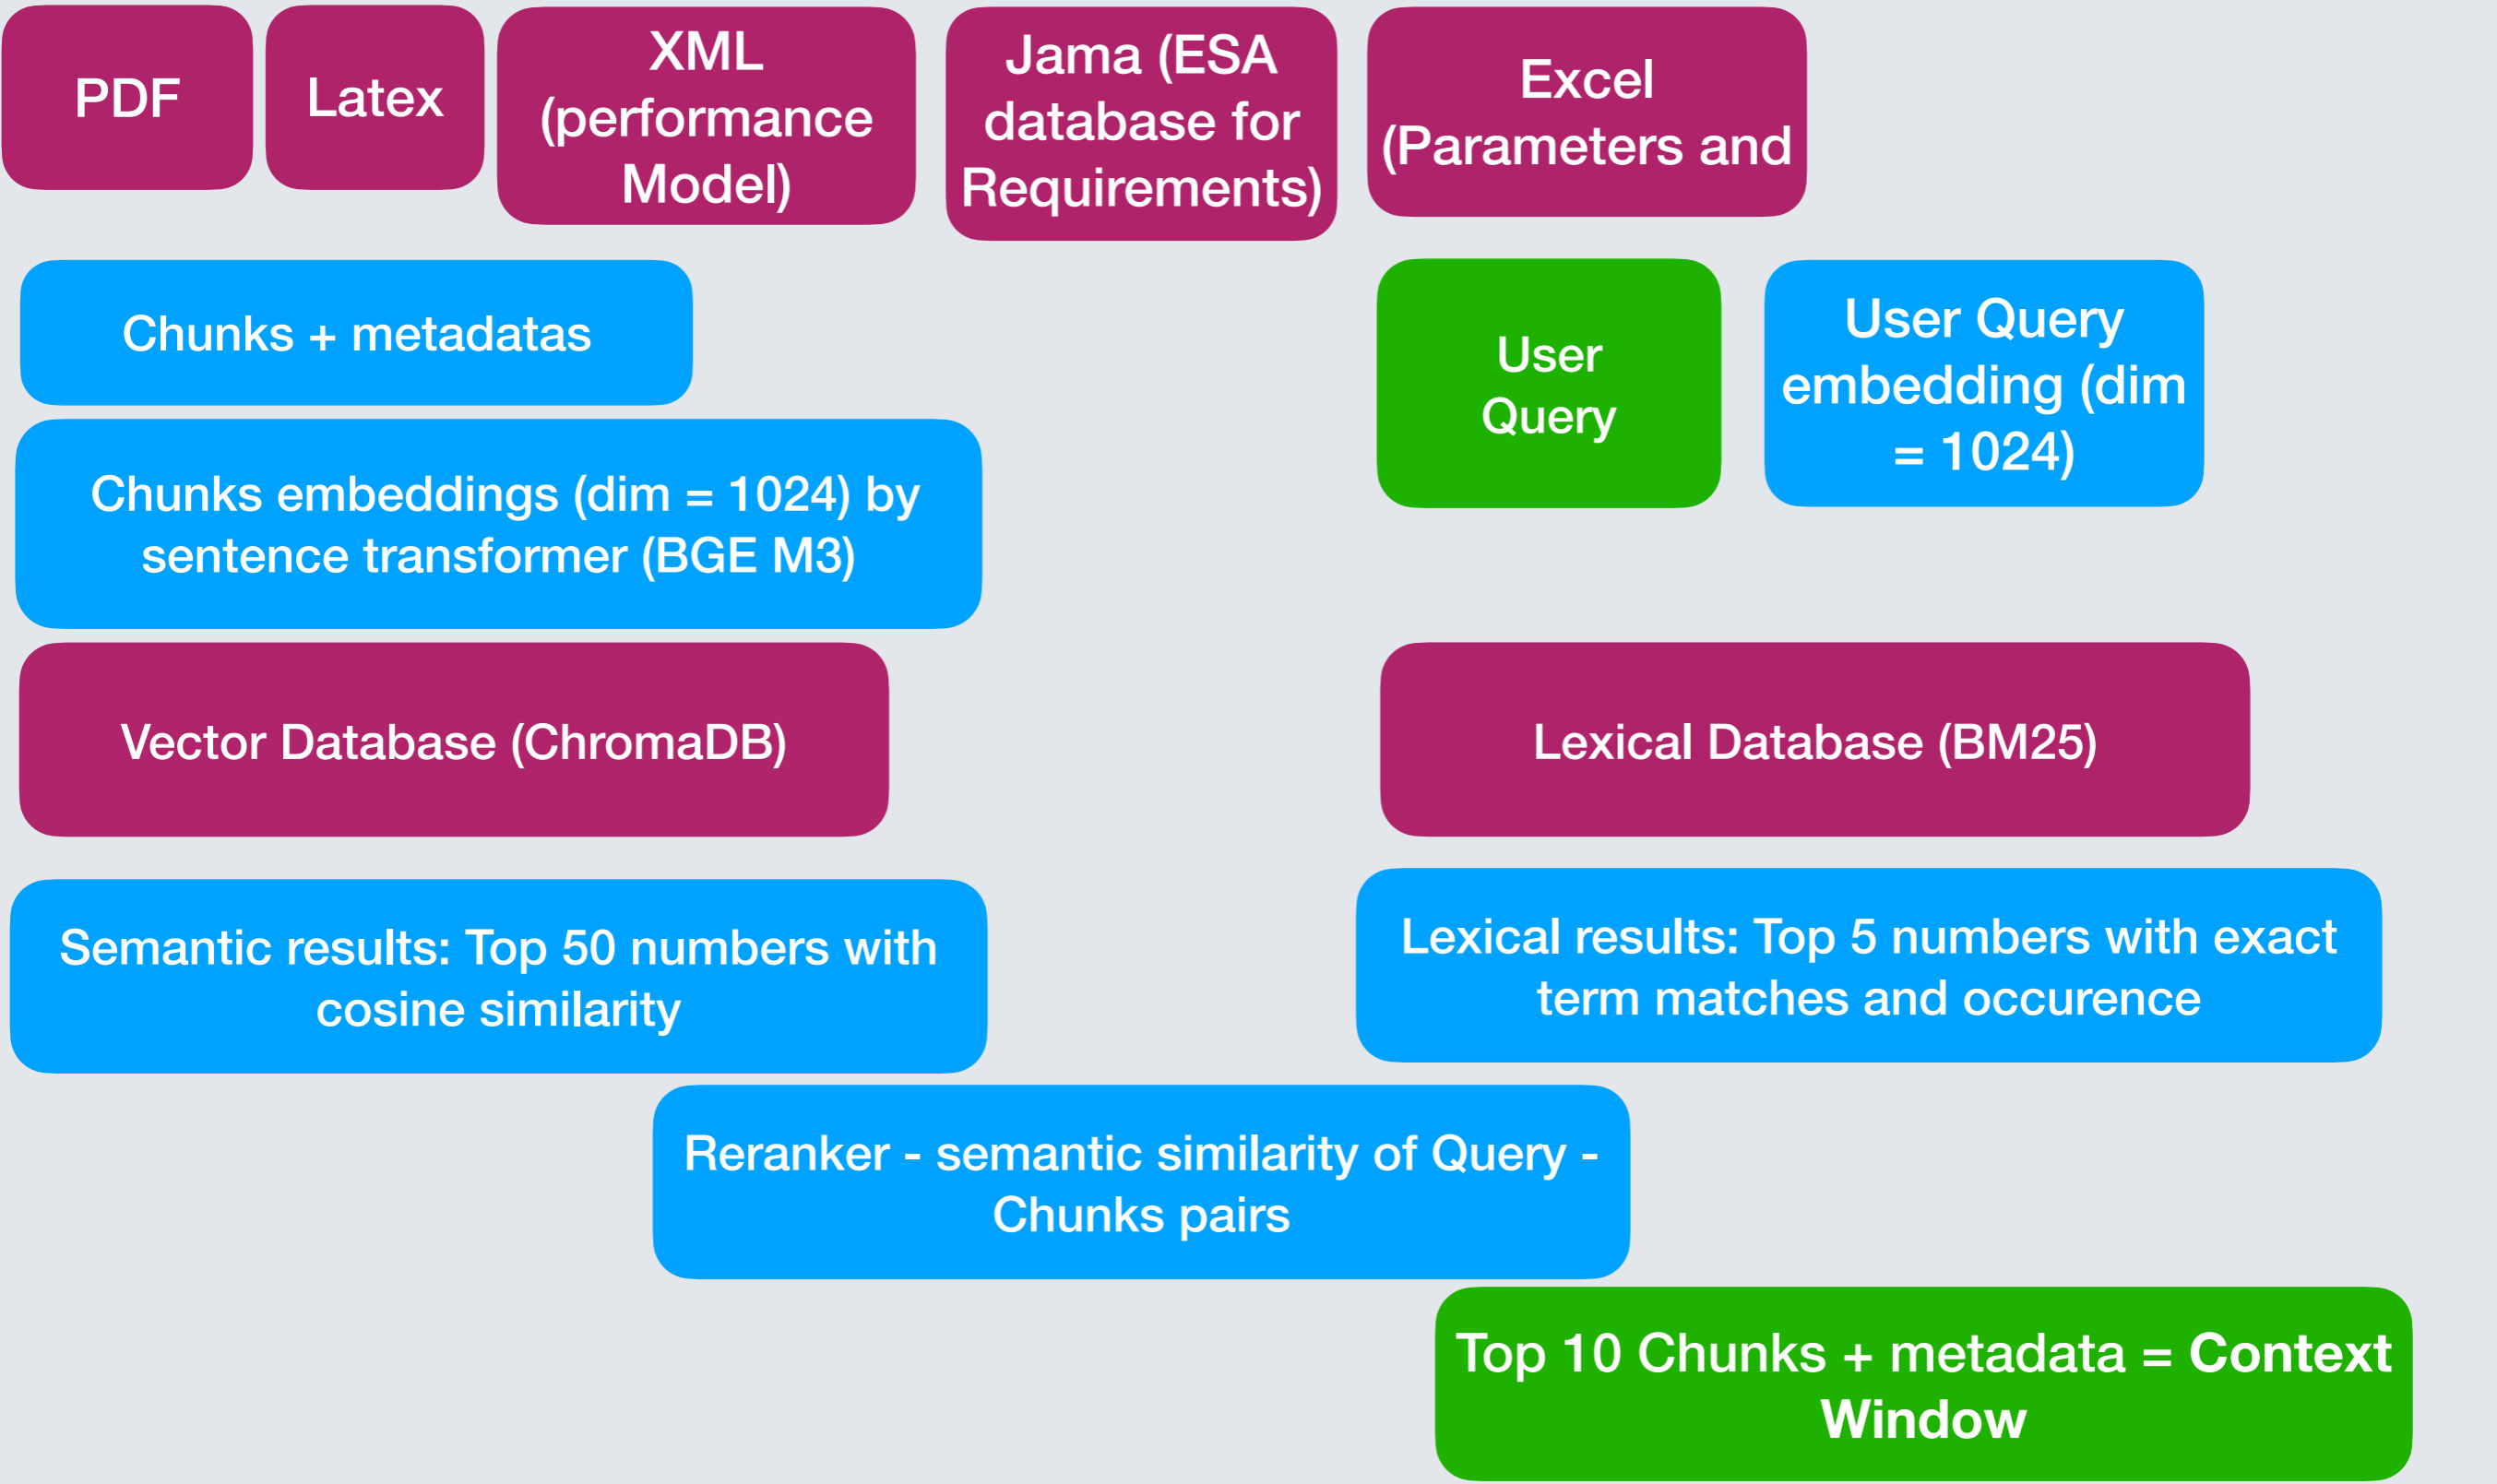 PDF
Latex
XML
(performance
Model)
Jama (ESA
database for
Requirements)
Excel
(Parameters and
Chunks + metadatas
User
Query
User Query
embedding (dim
= 1024)
Chunks embeddings (dim = 1024) by
sentence transformer (BGE M3)
Vector Database (ChromaDB)
Lexical Database (BM25)
Semantic results: Top 50 numbers with
cosine similarity
Lexical results: Top 5 numbers with exact
term matches and occurence
Reranker - semantic similarity of Query -
Chunks pairs
Top 10 Chunks + metadata = Context
Window